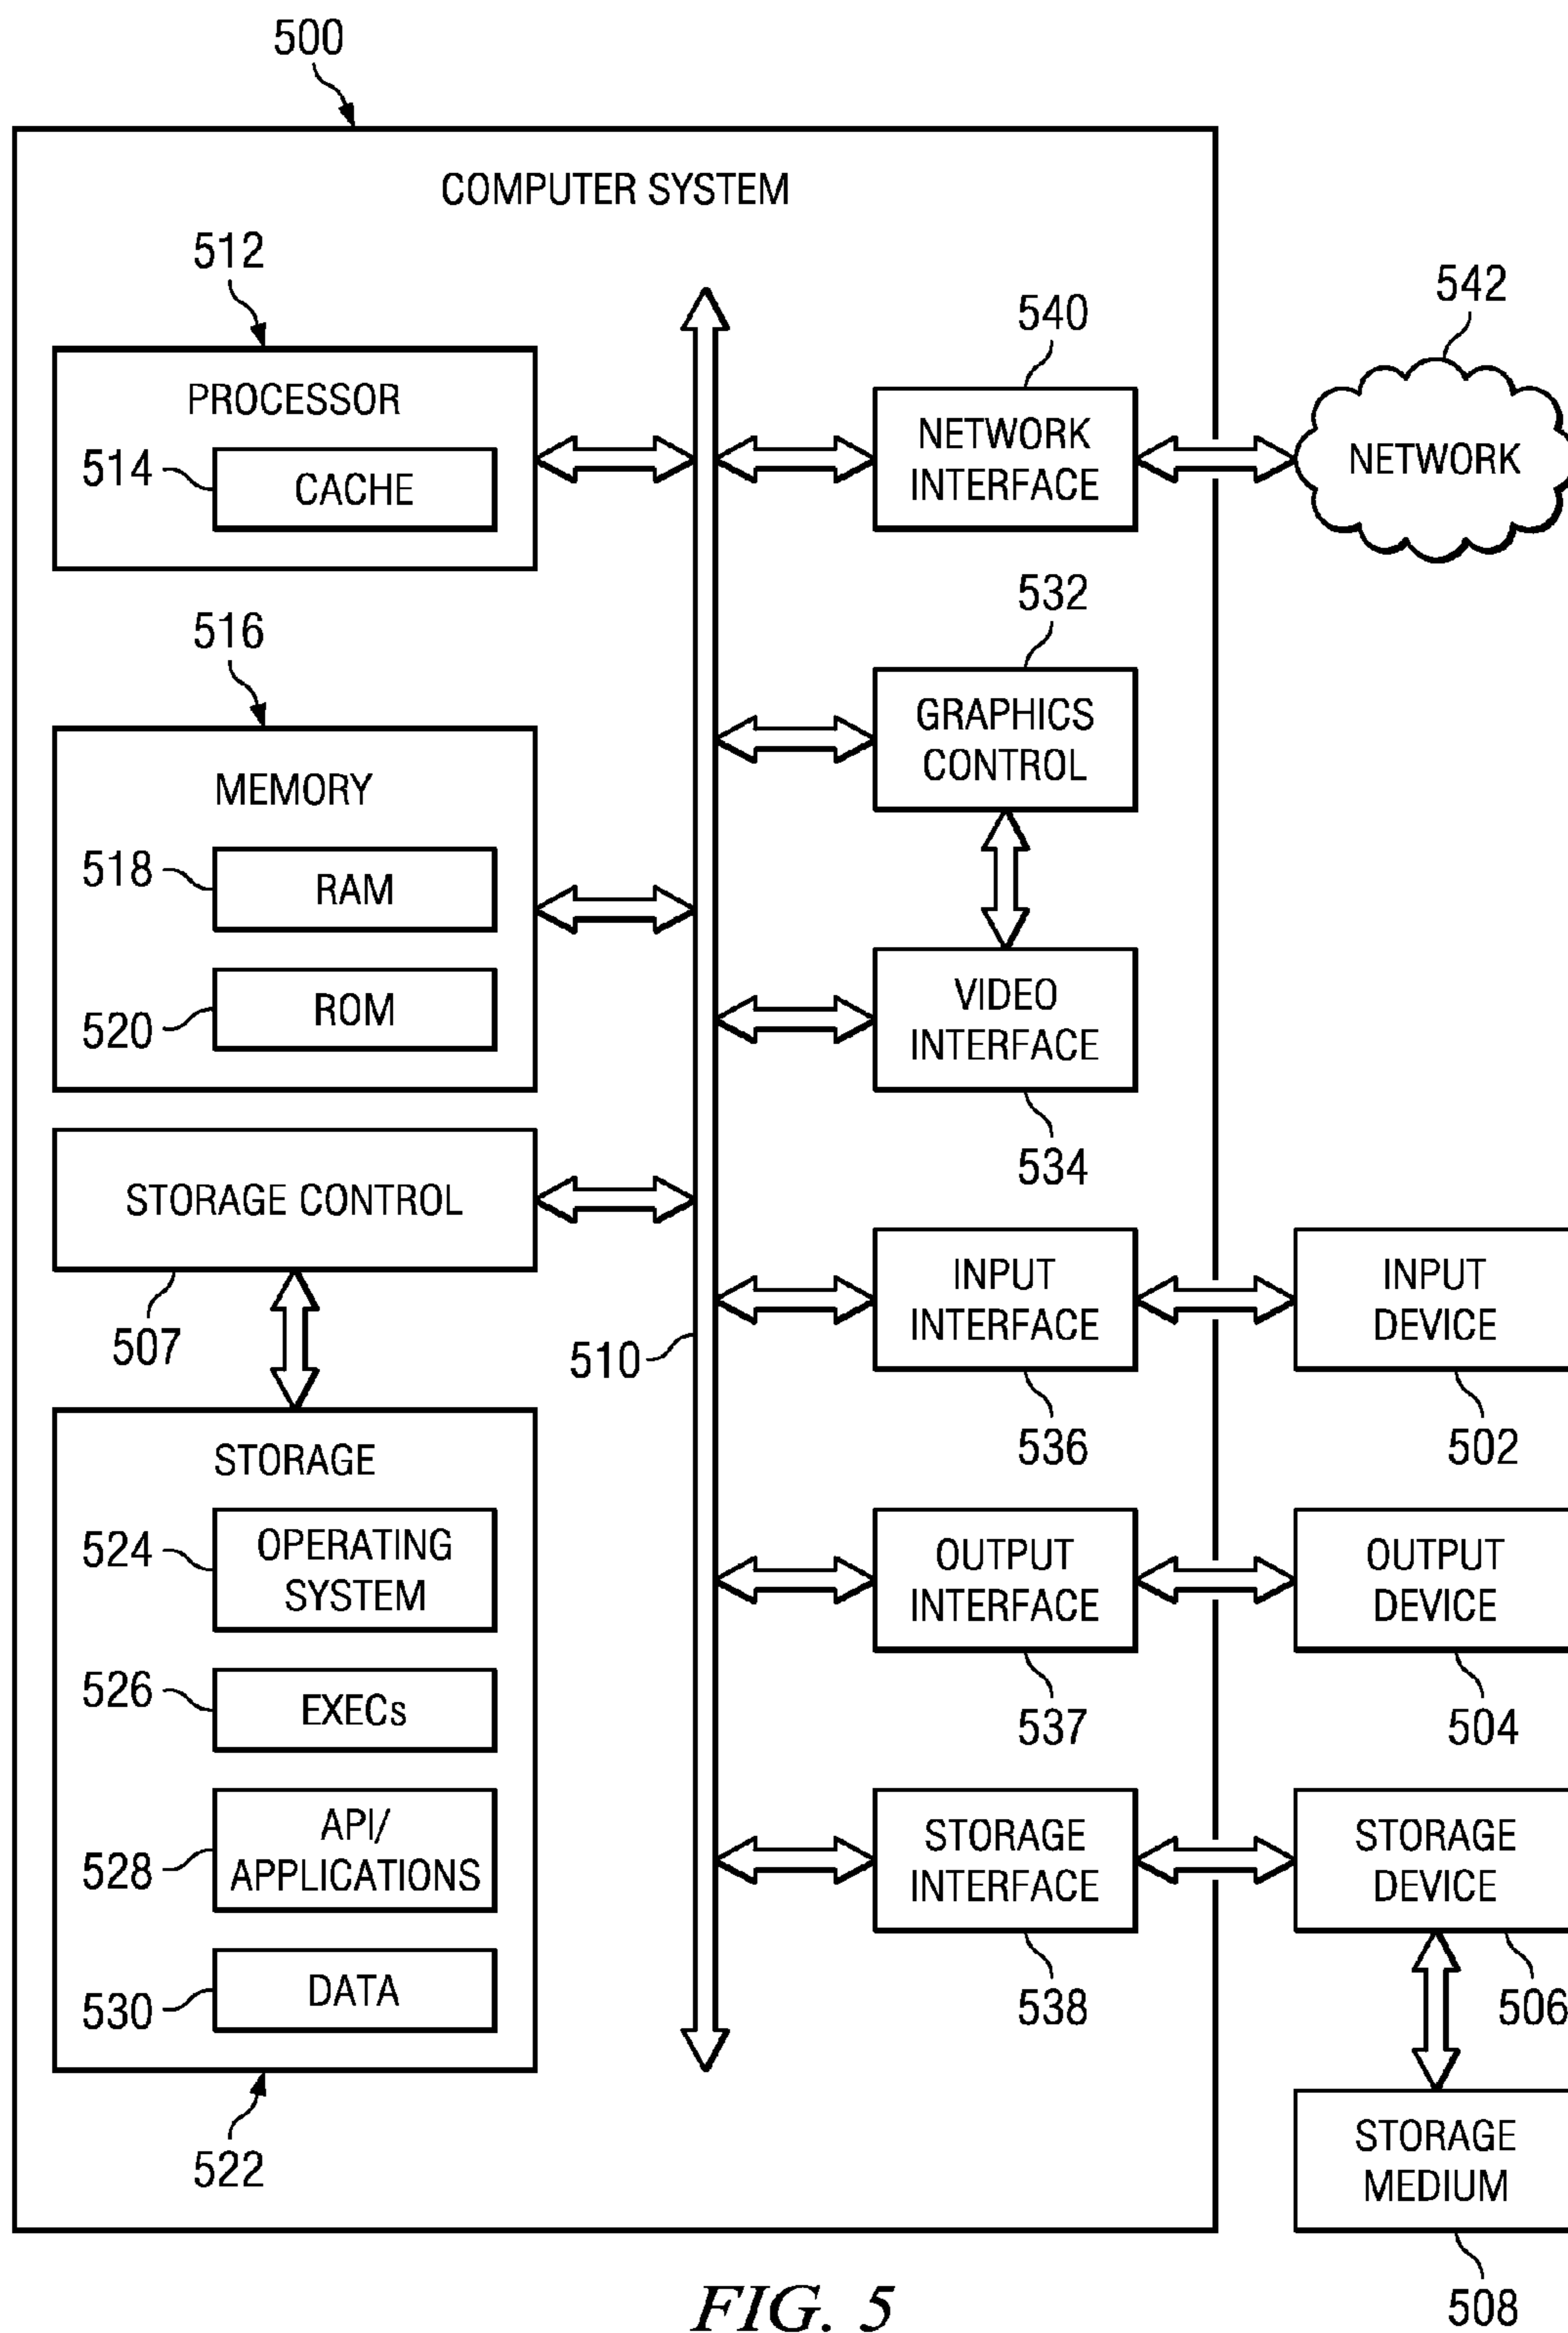 500
COMPUTER SYSTEM
512
PROCESSOR
514
CACHE
540
NETWORK
INTERFACE
542
NETWORK
516
MEMORY
518
RAM
520
ROM
532
GRAPHICS
CONTROL
VIDEO
INTERFACE
534
STORAGE CONTROL
507
510
INPUT
INTERFACE
536
INPUT
DEVICE
502
STORAGE
524
OPERATING
SYSTEM
526
EXECs
528
API/
APPLICATIONS
530
DATA
522
OUTPUT
INTERFACE
537
OUTPUT
DEVICE
504
STORAGE
INTERFACE
538
STORAGE
DEVICE
506
STORAGE
MEDIUM
508
FIG. 5